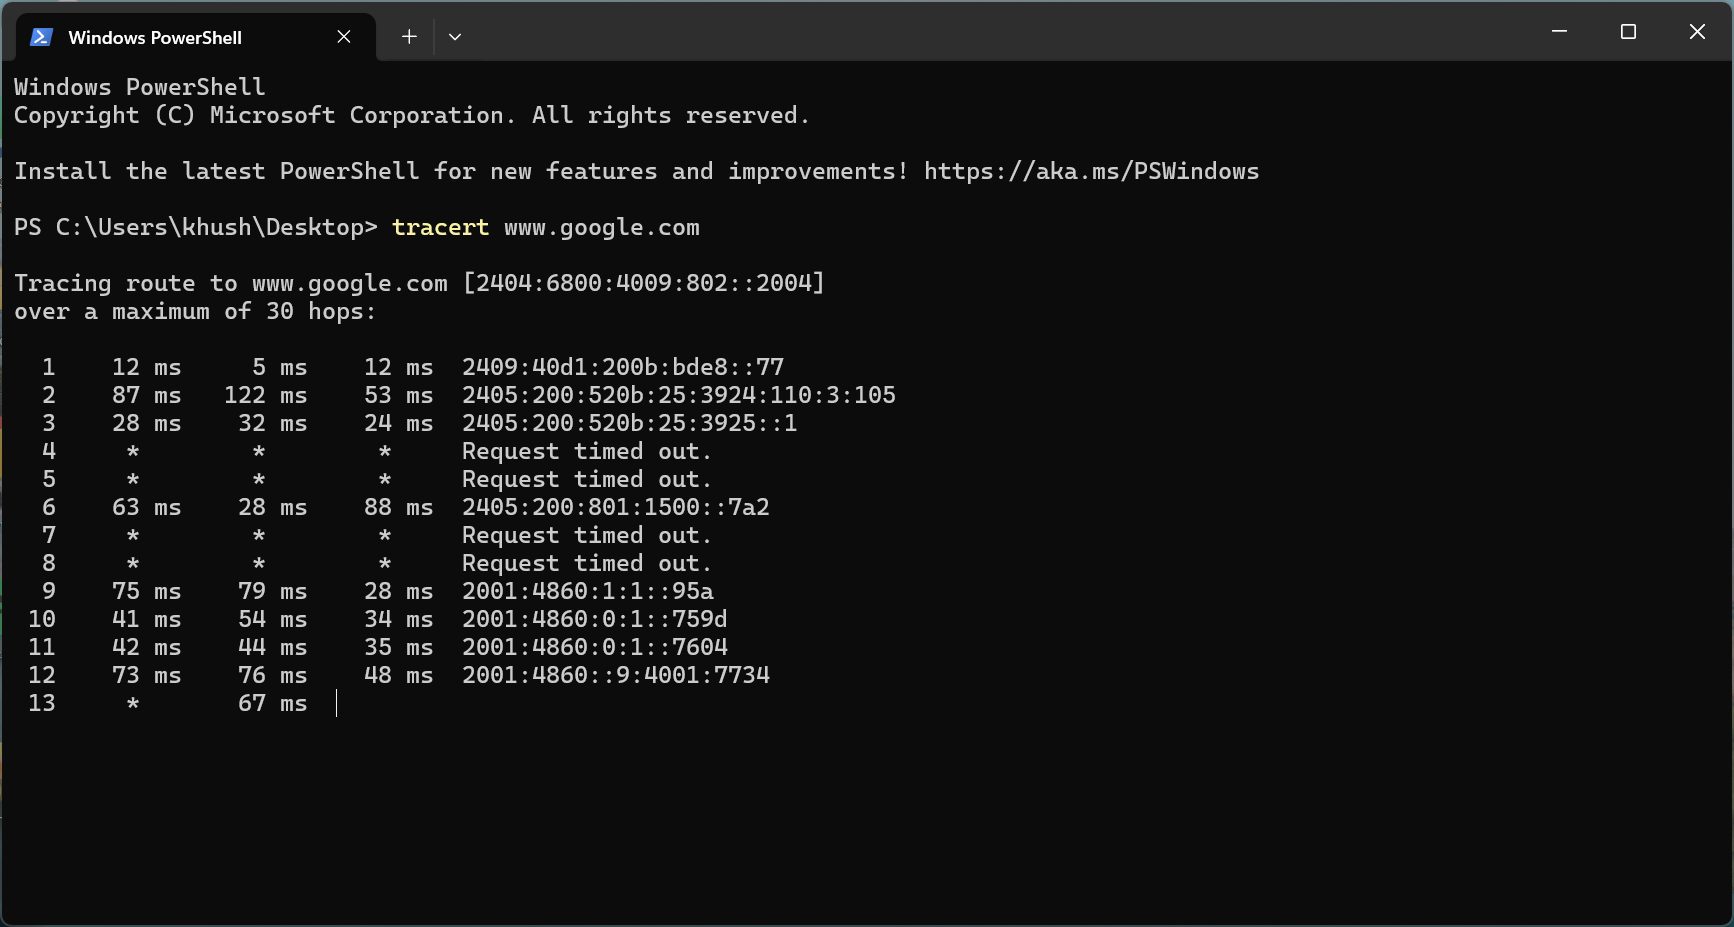 Windows PowerShell
Windows PowerShell
Copyright (C) Microsoft Corporation. All rights reserved.
Install the latest PowerShell for new features and improvements! https://aka.ms/PSWindows
PS C:\Users\khush\Desktop> tracert www.google.com
Tracing route to www.google.com [2404:6800:4009:802::2004]
over a maximum of 30 hops:
1 12 ms 5 ms 12 ms 2409:40d1:200b:bde8::77
2 87 ms 122 ms 53 ms 2405:200:520b:25:3924:110:3:105
3 28 ms 32 ms 24 ms 2405:200:520b:25:3925::1
4 * * * Request timed out.
5 * * * Request timed out.
6 63 ms 28 ms 88 ms 2405:200:801:1500::7a2
7 * * * Request timed out.
8 * * * Request timed out.
9 75 ms 79 ms 28 ms 2001:4860:1:1::95a
10 41 ms 54 ms 34 ms 2001:4860:0:1::759d
11 42 ms 44 ms 35 ms 2001:4860:0:1::7604
12 73 ms 76 ms 48 ms 2001:4860::9:4001:7734
13 * 67 ms